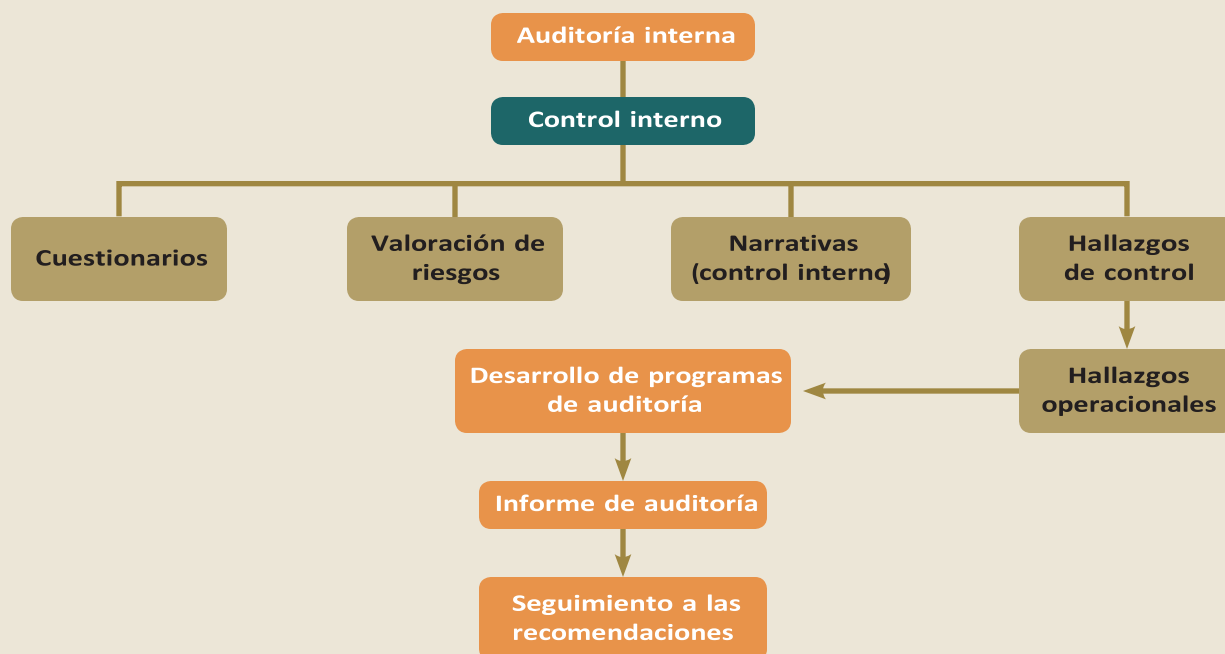 Auditoría interna
Control interno
Cuestionarios
Valoración de
riesgos
Narrativas
(control interno)
Hallazgos
de control
Desarrollo de programas
de auditoría
Hallazgos
operacionales
Informe de auditoría
Seguimiento a las
recomendaciones